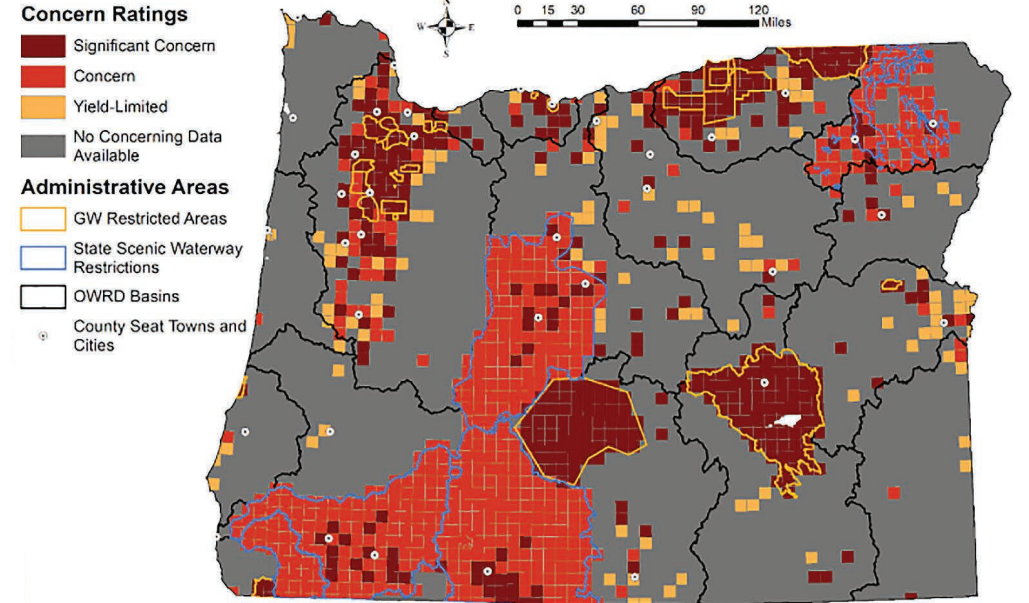 Concern Ratings
Significant Concern
Concern
Yield-Limited
No Concerning Data
Available
Administrative Areas
GW Restricted Areas
State Scenic Waterway
Restrictions
OWRD Basins
County Seat Towns and
Cities
N
W E
S
0 15 30 60 90 120
Miles